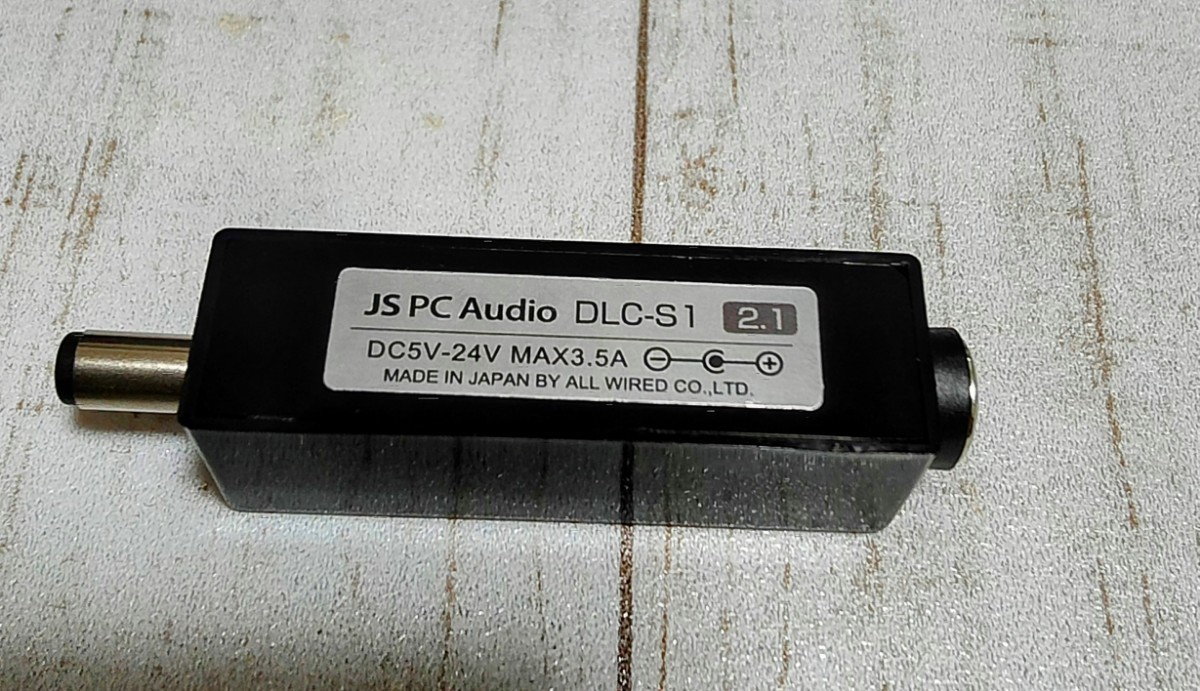 JS PC Audio DLC-S1 2.1
DC5V-24V MAX3.5A
MADE IN JAPAN BY ALL WIRED CO.,LTD.